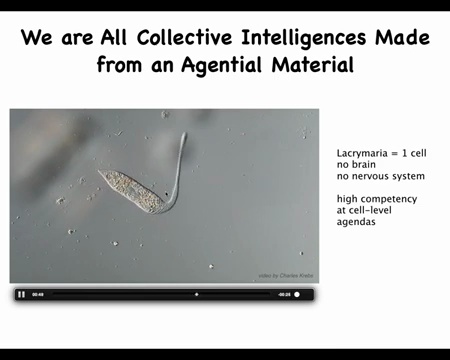 We are All Collective Intelligences Made
from an Agential Material
Lacrymaria = 1 cell
no brain
no nervous system
high competency
at cell-level
agendas
video by Charles Krebs
00:48
-00:26